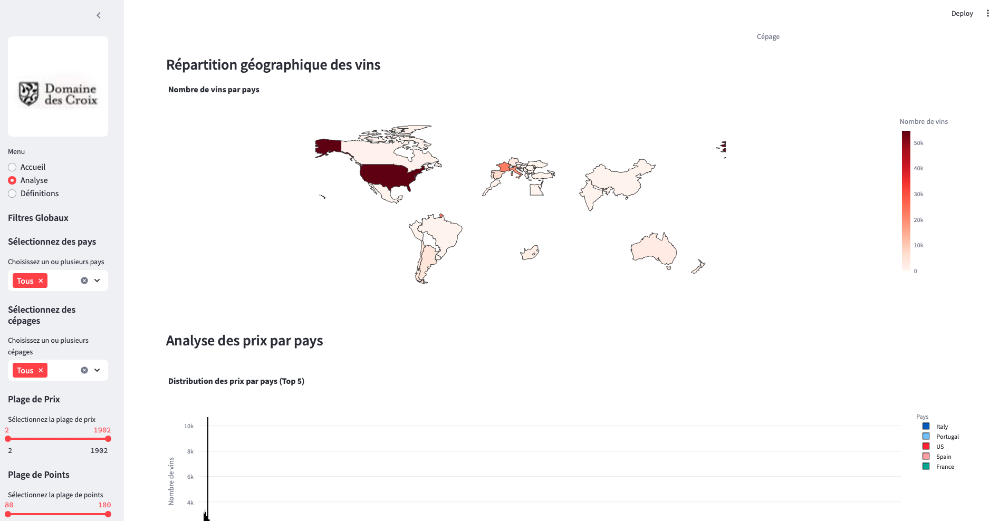 Deploy
Domaine
des Croix
Menu
Accueil
Analyse
Définitions
Filtres Globaux
Sélectionnez des pays
Choisissez un ou plusieurs pays
Tous
Sélectionnez des
cépages
Choisissez un ou plusieurs
cépages
Tous
Plage de Prix
Sélectionnez la plage de prix
2 1902
2 1902
Plage de Points
Sélectionnez la plage de points
80 100
Cépage
Répartition géographique des vins
Nombre de vins par pays
Nombre de vins
50k
40k
30k
20k
10k
0
Analyse des prix par pays
Distribution des prix par pays (Top 5)
Nombre de vins
10k
8k
6k
4k
Pays
Italy
Portugal
US
Spain
France